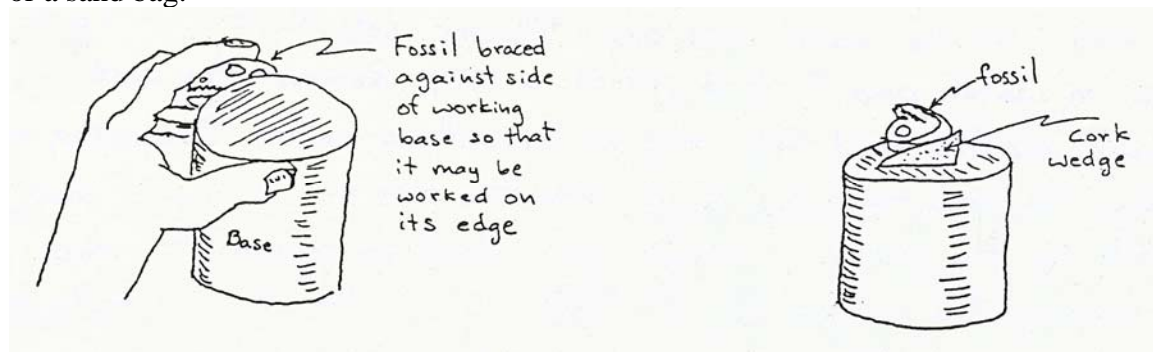 or a sand bag.
Fossil braced
against side
of working
base so that
it may be
worked on
its edge
Base
fossil
cork
wedge